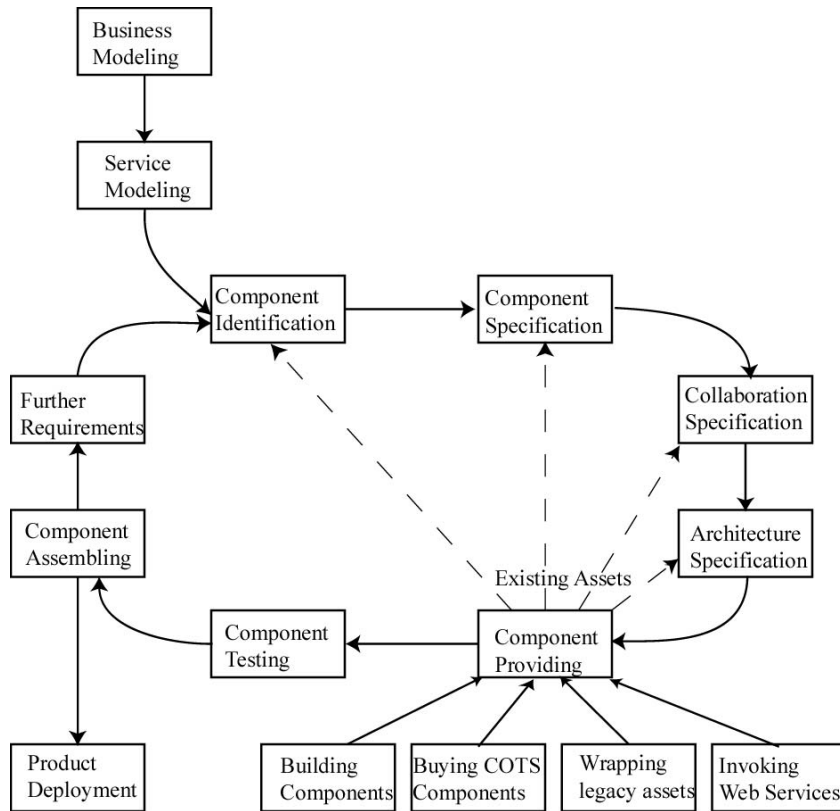 Business
Modeling
Service
Modeling
Component
Identification
Component
Specification
Further
Requirements
Collaboration
Specification
Component
Assembling
Architecture
Specification
Existing Assets
Component
Testing
Component
Providing
Product
Deployment
Building
Components
Buying COTS
Components
Wrapping
legacy assets
Invoking
Web Services